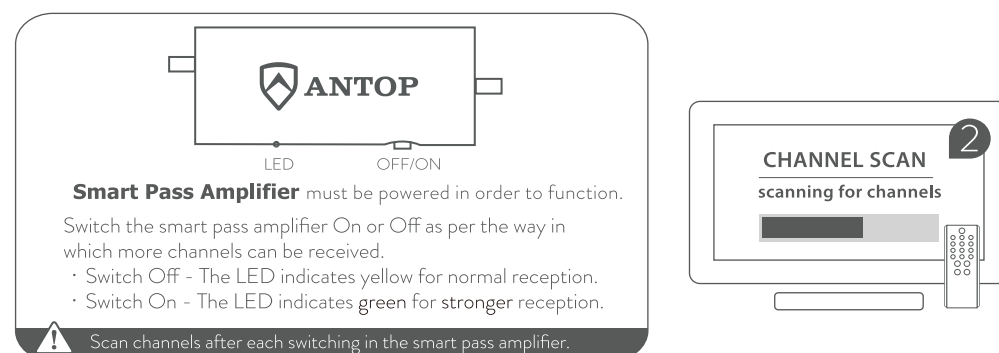 ANTOP
LED OFF/ON
Smart Pass Amplifier must be powered in order to function.
Switch the smart pass amplifier On or Off as per the way in
which more channels can be received.
· Switch Off - The LED indicates yellow for normal reception.
· Switch On - The LED indicates green for stronger reception.
Scan channels after each switching in the smart pass amplifier.
2
CHANNEL SCAN
scanning for channels